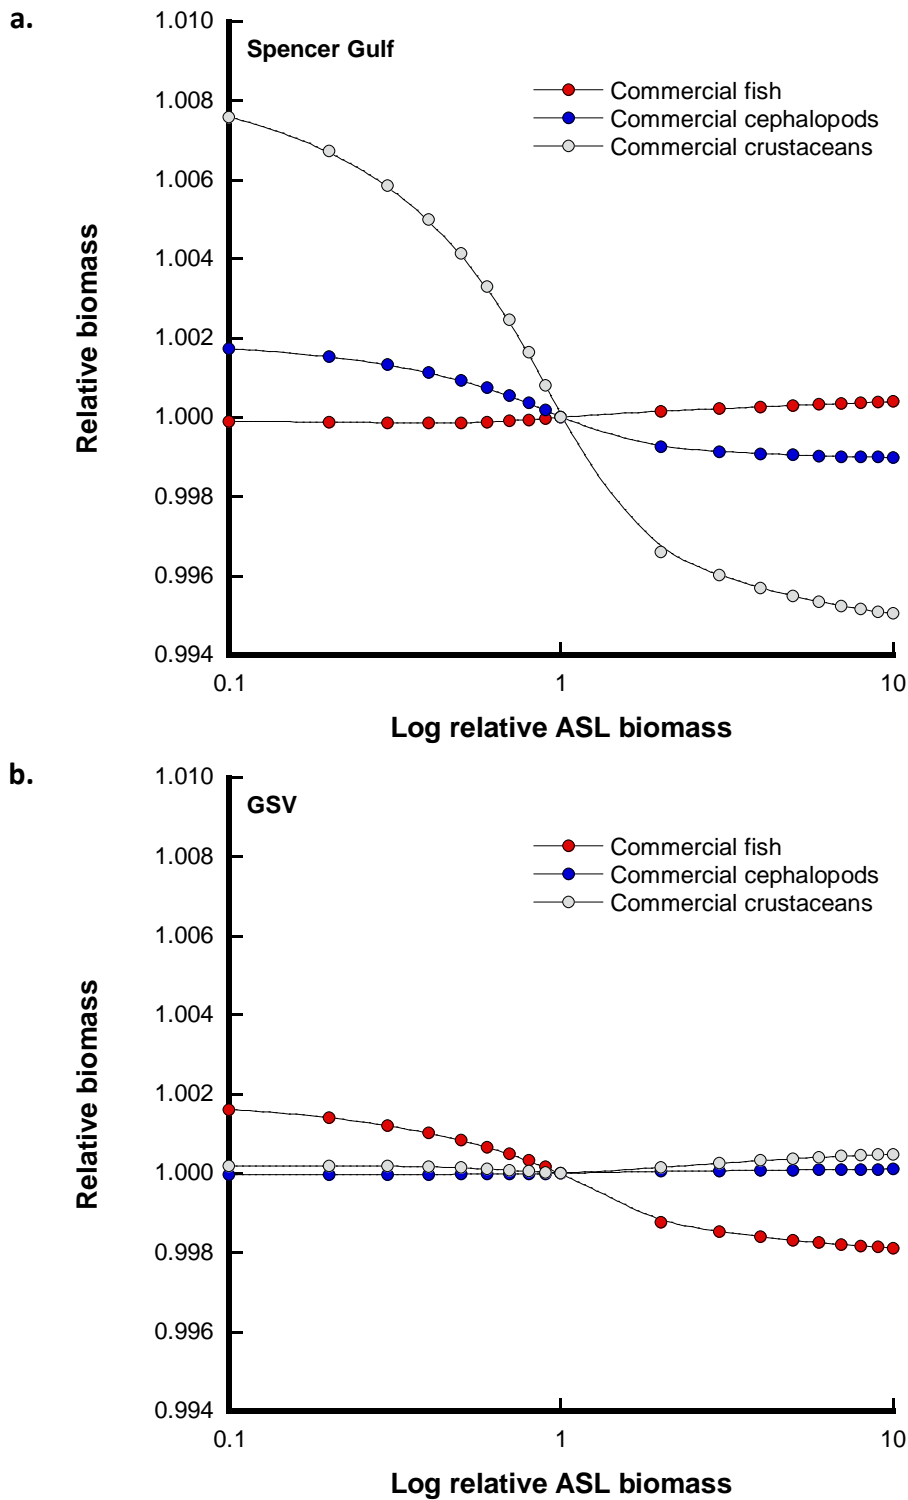 a.
1.010
Spencer Gulf
Commercial fish
1.008
Commercial cephalopods
Commercial crustaceans
1.006
1.004
1.002
1.000
0.998
0.996
0.994
Relative biomass
0.1
1
10
Log relative ASL biomass
b.
1.010
GSV
1.008
Commercial fish
Commercial cephalopods
Commercial crustaceans
1.006
1.004
1.002
1.000
0.998
0.996
0.994
Relative biomass
0.1
1
10
Log relative ASL biomass